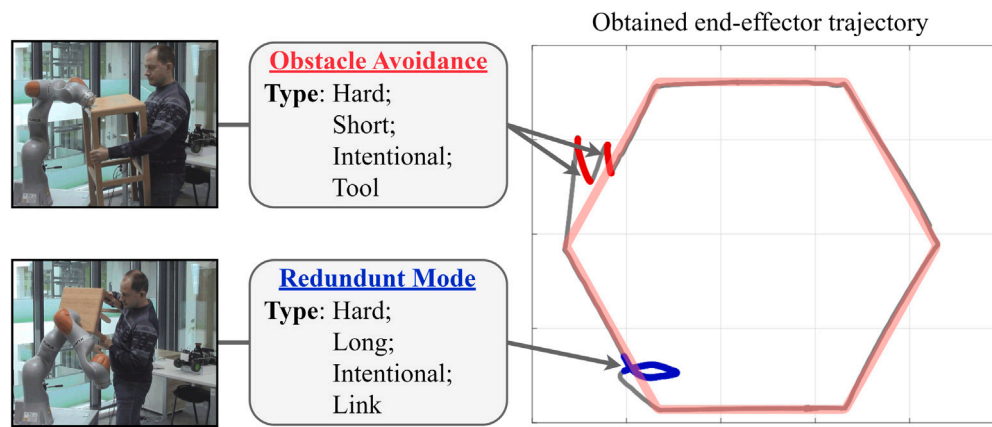 Obtained end-effector trajectory
Obstacle Avoidance
Type: Hard;
Short;
Intentional;
Tool
Redundunt Mode
Type: Hard;
Long;
Intentional;
Link